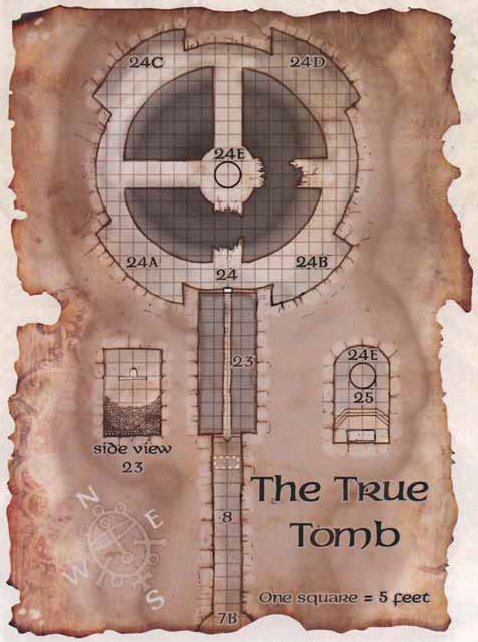 24C
24D
24E
24A
24B
24
23
24E
25
side view
23
The True
Tomb
8
N
E
W
S
One square = 5 feet
7B